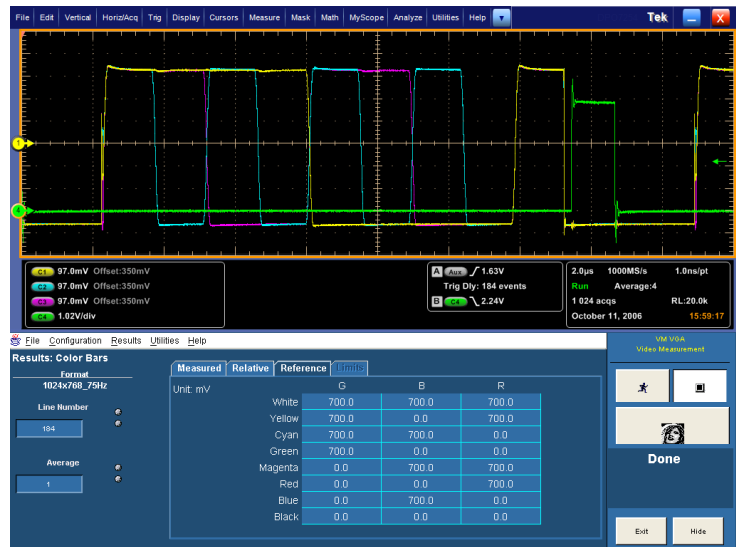 File Edit Vertical Horiz/Acq Trig Display Cursors Measure Mask Math MyScope Analyze Utilities Help Tek X
1
4
C1 97.0mV Offset:350mV
C2 97.0mV Offset:350mV
C3 97.0mV Offset:350mV
C4 1.02V/div
A Aux 1.63V
Trig Dly: 184 events
B C4 2.24V
2.0µs 1000MS/s 1.0ns/pt
Run Average:4
1 024 acqs RL:20.0k
October 11, 2006 15:59:17
File Configuration Results Utilities Help
VM VGA
Video Measurement
Results: Color Bars
Format
1024x768_75Hz
Line Number
184
Average
1
Measured Relative Reference Limits
Unit: mV G B R
White 700.0 700.0 700.0
Yellow 700.0 0.0 700.0
Cyan 700.0 700.0 0.0
Green 700.0 0.0 0.0
Magenta 0.0 700.0 700.0
Red 0.0 0.0 700.0
Blue 0.0 700.0 0.0
Black 0.0 0.0 0.0
Done
Exit Hide